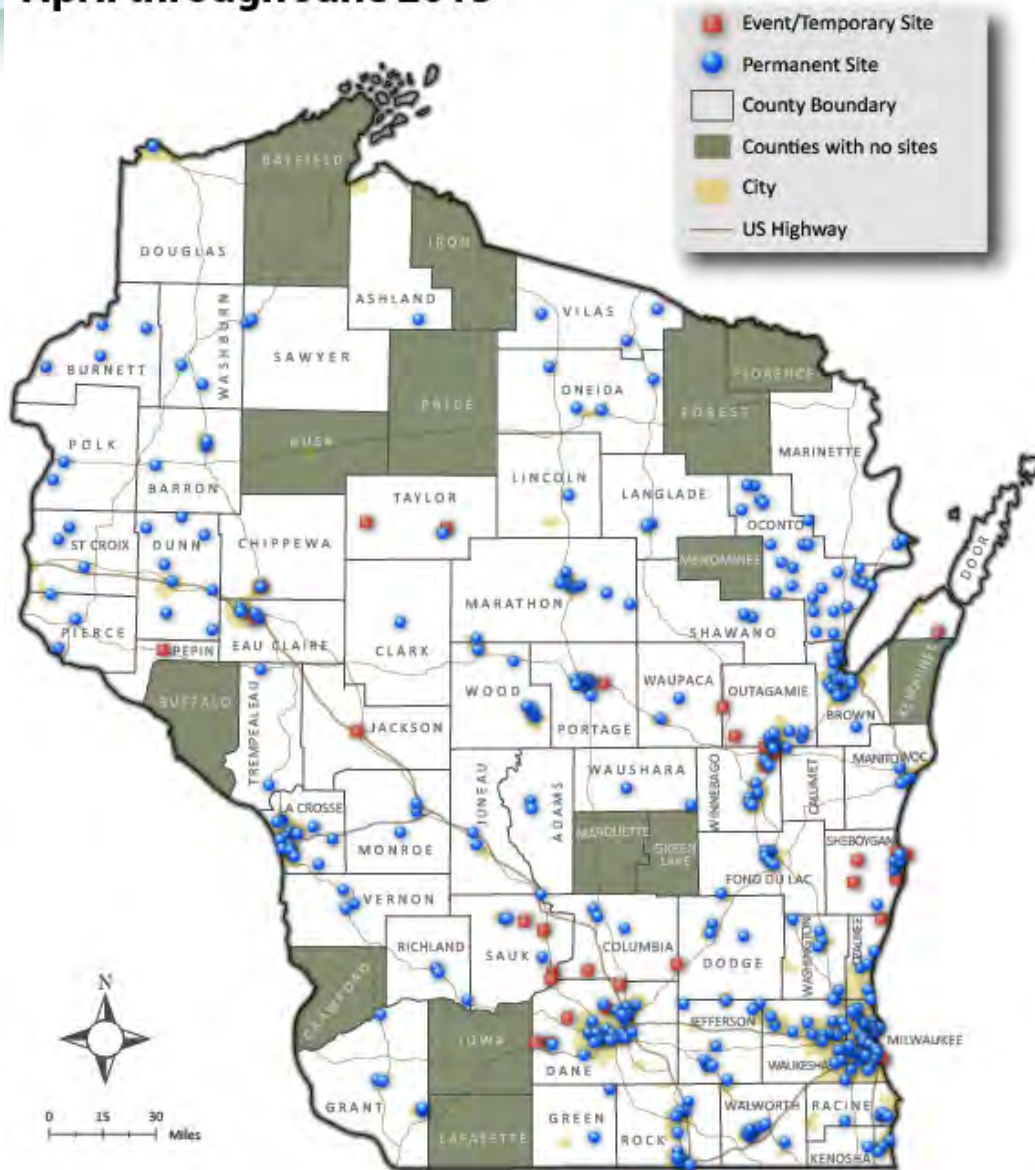 April through June 2015
Event/Temporary Site
Permanent Site
County Boundary
Counties with no sites
City
US Highway
BAYFIELD
DOUGLAS
IRON
ASHLAND
VILAS
WASHBURN
SAWYER
BURNETT
ONEIDA
FLORENCE
PRICE
FOREST
RUSK
POLK
MARINETTE
BARRON
LINCOLN
TAYLOR
LANGLADE
OCONTO
ST CROIX
DUNN
CHIPPEWA
MENOMINEE
DOOR
MARATHON
PIERCE
EAU CLAIRE
SHAWANO
PEPIN
CLARK
BUFFALO
WOOD
WAUPACA
OUTAGAMIE
KEWAUNEE
PORTAGE
BROWN
TREMPEALEAU
JACKSON
WAUSHARA
MANITOWOC
JUNEAU
ADAMS
WINNEBAGO
CALUMET
LA CROSSE
MARQUETTE
GREEN
LAKE
SHEBOYGAN
MONROE
FOND DU LAC
VERNON
RICHLAND
SAUK
COLUMBIA
DODGE
WASHINGTON
OZAUKEE
CRAWFORD
IOWA
JEFFERSON
MILWAUKEE
DANE
WAUKESHA
GRANT
GREEN
WALWORTH
RACINE
LAFAYETTE
ROCK
KENOSHA
N
0 15 30
Miles